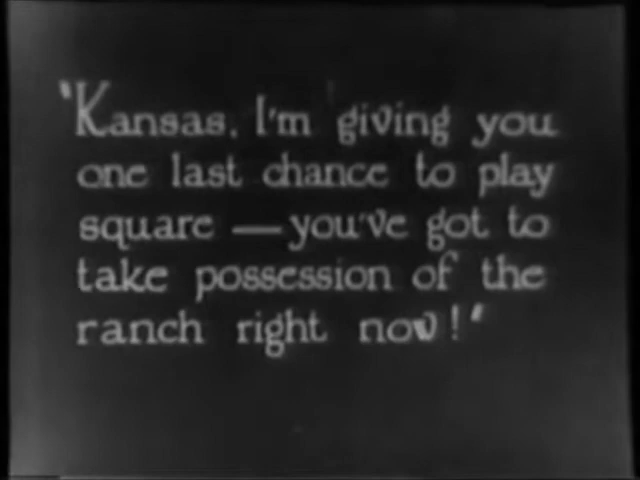 "Kansas, I'm giving you
one last chance to play
square — you've got to
take possession of the
ranch right now!"